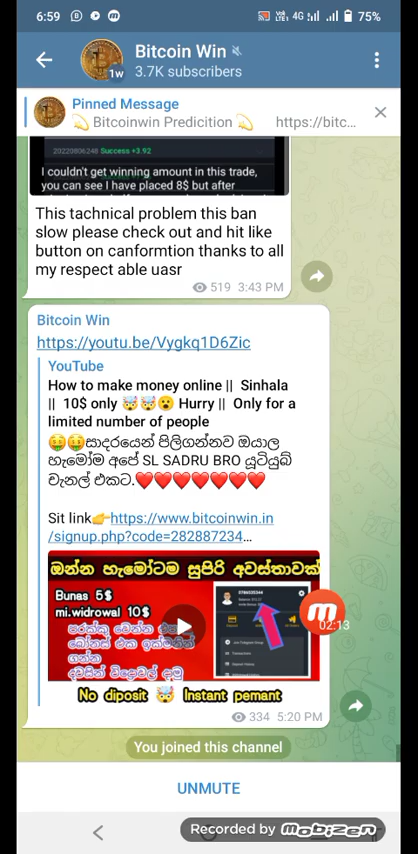 6:59
4G
75%
Bitcoin Win
3.7K subscribers
1w
Pinned Message
Bitcoinwin Predicition
https://bitc...
20220806248 Success +3.92
I couldn't get winning amount in this trade,
you can see I have placed 8$ but after
This tachnical problem this ban
slow please check out and hit like
button on canformtion thanks to all
my respect able uasr
519 3:43 PM
Bitcoin Win
https://youtu.be/Vygkq1D6Zic
YouTube
How to make money online || Sinhala
|| 10$ only 🤯🤯😮 Hurry || Only for a
limited number of people
🤑🤑සාදරයෙන් පිලිගන්නව ඔයාල
හැමෝම අපේ SL SADRU BRO යූටියුබ්
චැනල් එකට.❤️❤️❤️❤️❤️❤️❤️
Sit link👉https://www.bitcoinwin.in
/signup.php?code=282887234...
ඔන්න හැමෝටම සුපිරි අවස්තාවක්
Bunas 5$
mi.widrowal 10$
0786535344
02:13
No diposit 🤯 Instant pemant
334 5:20 PM
You joined this channel
UNMUTE
Recorded by Mobizen